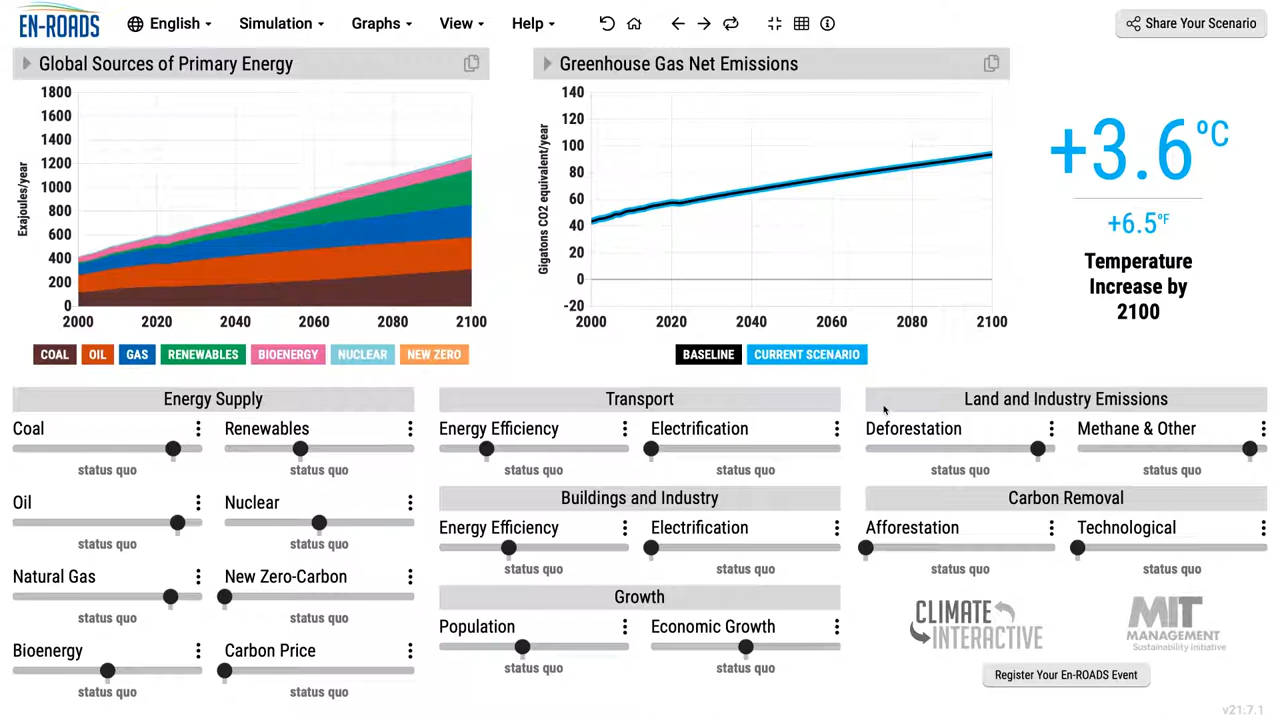 EN-ROADS
English
Simulation
Graphs
View
Help
Share Your Scenario
Global Sources of Primary Energy
Exajoules/year
1800
1600
1400
1200
1000
800
600
400
200
0
2000 2020 2040 2060 2080 2100
COAL OIL GAS RENEWABLES BIOENERGY NUCLEAR NEW ZERO
Greenhouse Gas Net Emissions
Gigatons CO2 equivalent/year
140
120
100
80
60
40
20
0
-20
2000 2020 2040 2060 2080 2100
BASELINE CURRENT SCENARIO
+3.6 °C
+6.5°F
Temperature
Increase by
2100
Energy Supply
Coal
status quo
Renewables
status quo
Oil
status quo
Nuclear
status quo
Natural Gas
status quo
New Zero-Carbon
status quo
Bioenergy
status quo
Carbon Price
status quo
Transport
Energy Efficiency
status quo
Electrification
status quo
Buildings and Industry
Energy Efficiency
status quo
Electrification
status quo
Growth
Population
status quo
Economic Growth
status quo
Land and Industry Emissions
Deforestation
status quo
Methane & Other
status quo
Carbon Removal
Afforestation
status quo
Technological
status quo
CLIMATE
INTERACTIVE
MIT
MANAGEMENT
Sustainability Initiative
Register Your En-ROADS Event
v21.7.1